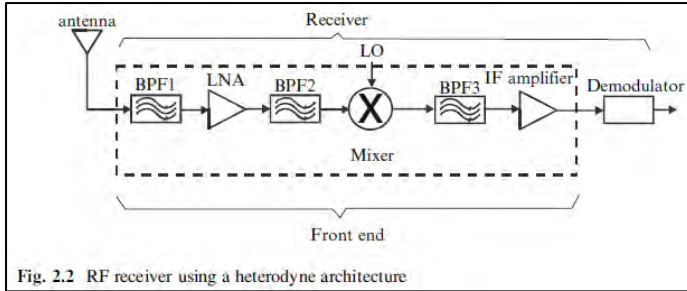 antenna
Receiver
LO
BPF1
LNA
BPF2
BPF3
IF amplifier
Demodulator
X
Mixer
Front end
Fig. 2.2 RF receiver using a heterodyne architecture